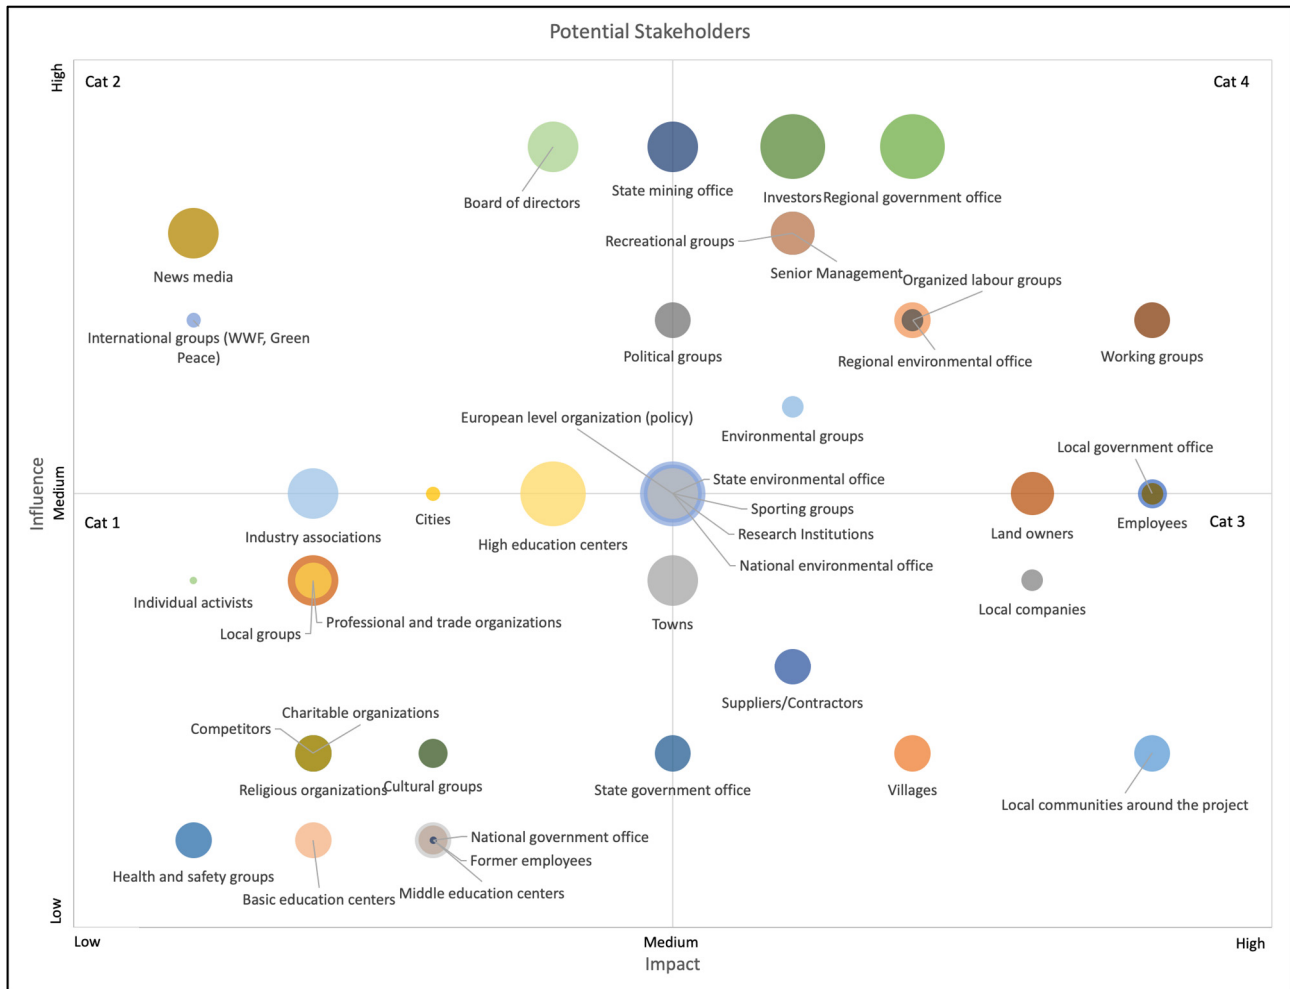 Potential Stakeholders
High
Cat 2
Cat 4
Board of directors
State mining office
Investors
Regional government office
News media
Recreational groups
Senior Management
Organized labour groups
International groups (WWF, Green
Peace)
Political groups
Regional environmental office
Working groups
European level organization (policy)
Environmental groups
Local government office
Influence
Medium
Cat 1
Industry associations
Cities
High education centers
State environmental office
Sporting groups
Research Institutions
National environmental office
Land owners
Employees
Cat 3
Individual activists
Local groups
Professional and trade organizations
Towns
Local companies
Suppliers/Contractors
Charitable organizations
Competitors
Religious organizations
Cultural groups
State government office
Villages
Local communities around the project
Health and safety groups
Basic education centers
National government office
Former employees
Middle education centers
Low
Low
Medium
High
Impact